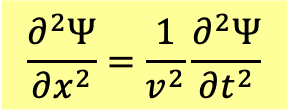 ∂²Ψ/∂x² = 1/v² ∂²Ψ/∂t²